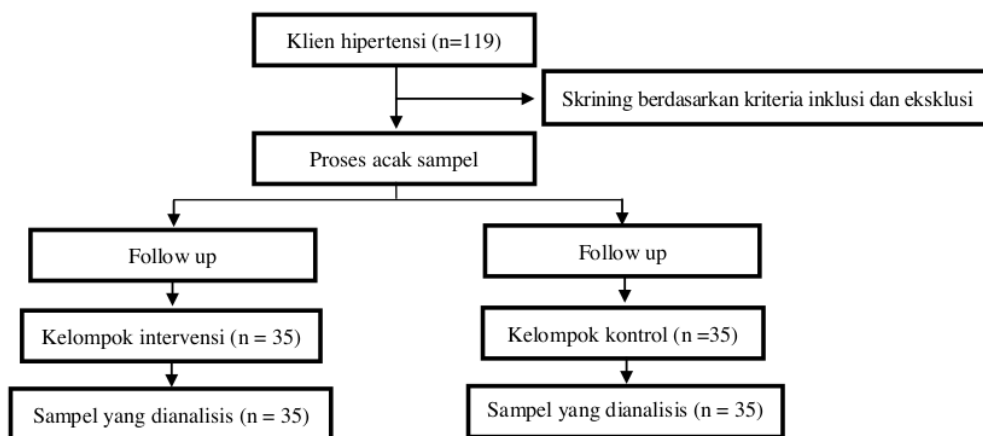 Klien hipertensi (n=119)
Skrining berdasarkan kriteria inklusi dan eksklusi
Proses acak sampel
Follow up
Follow up
Kelompok intervensi (n = 35)
Kelompok kontrol (n =35)
Sampel yang dianalisis (n = 35)
Sampel yang dianalisis (n = 35)